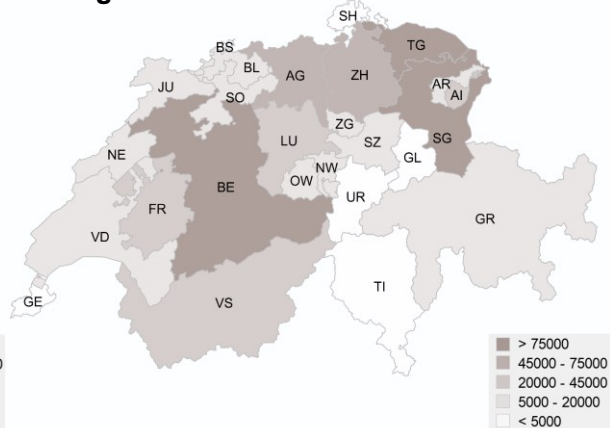 SH
TG
BS
BL
AG
ZH
AR
AI
JU
SO
ZG
LU
SZ
SG
NE
NW
GL
OW
BE
UR
FR
GR
VD
TI
GE
VS
> 75000
45000 - 75000
20000 - 45000
5000 - 20000
< 5000